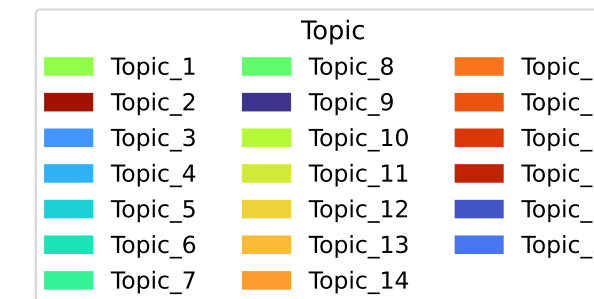 Topic
Topic_1 Topic_8 Topic_
Topic_2 Topic_9 Topic_
Topic_3 Topic_10 Topic_
Topic_4 Topic_11 Topic_
Topic_5 Topic_12 Topic_
Topic_6 Topic_13 Topic_
Topic_7 Topic_14